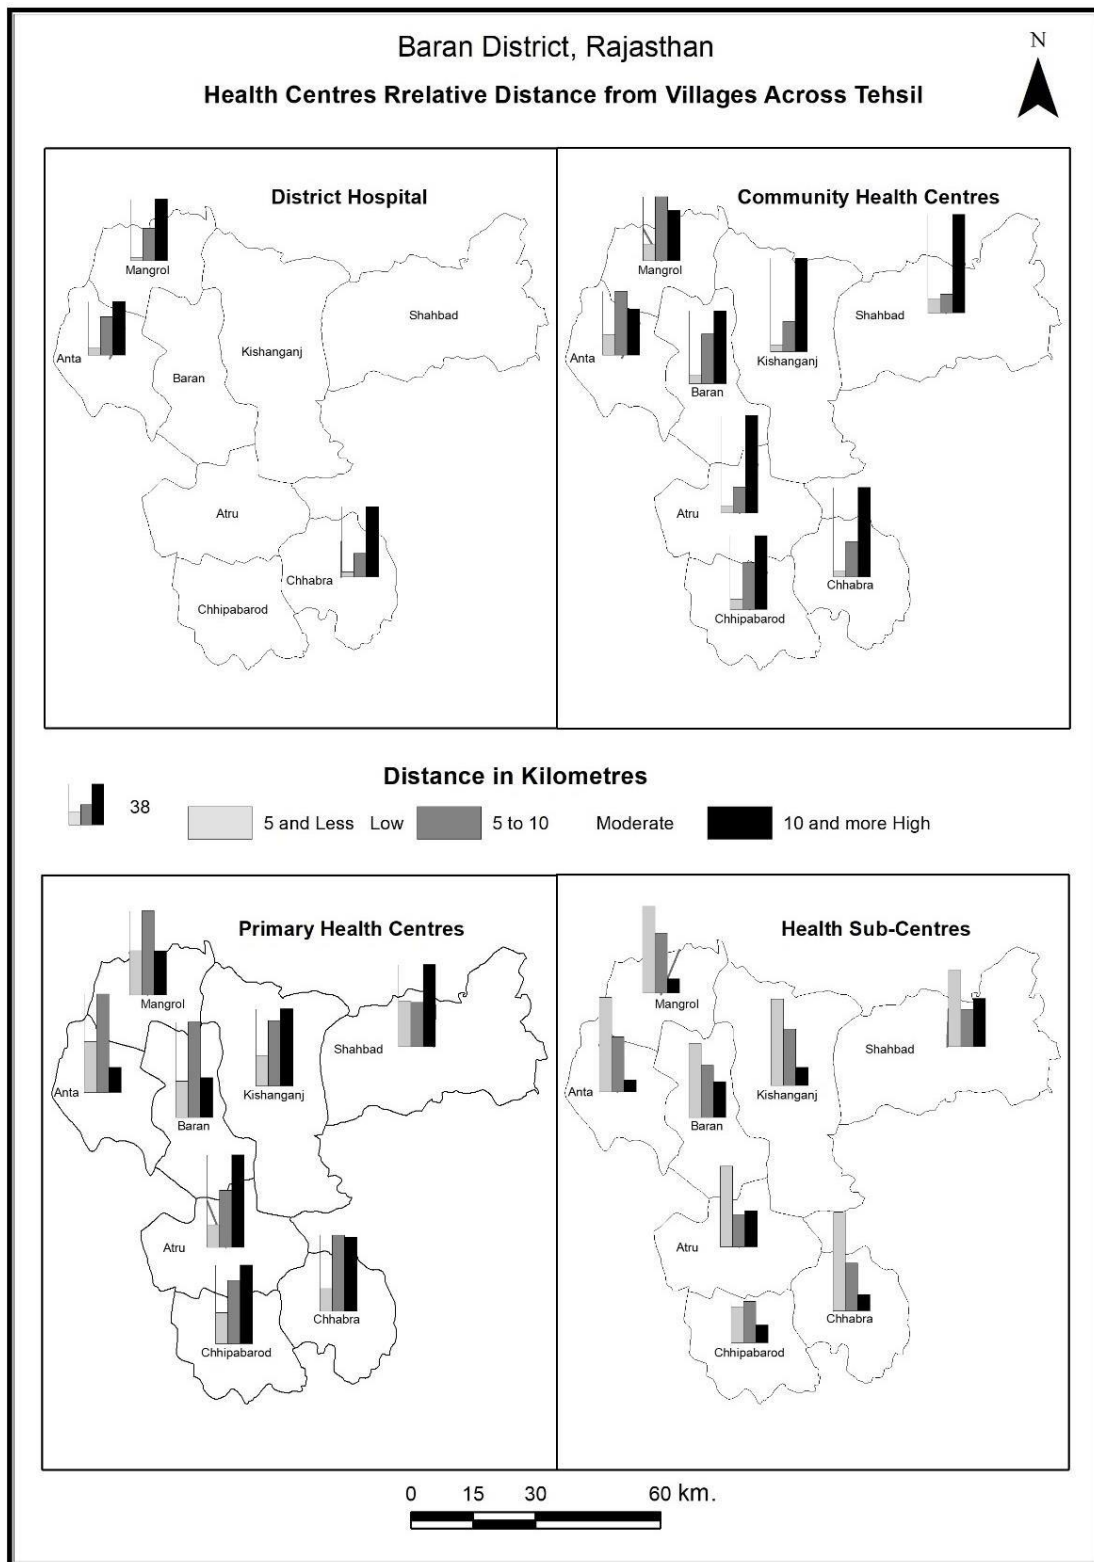 Baran District, Rajasthan
N
Health Centres Rrelative Distance from Villages Across Tehsil
District Hospital
Mangrol
Shahbad
Anta
Kishanganj
Baran
Atru
Chhabra
Chhipabarod
Community Health Centres
Mangrol
Shahbad
Anta
Kishanganj
Baran
Atru
Chhabra
Chhipabarod
Distance in Kilometres
38
5 and Less Low
5 to 10 Moderate
10 and more High
Primary Health Centres
Mangrol
Shahbad
Anta
Kishanganj
Baran
Atru
Chhabra
Chhipabarod
Health Sub-Centres
Mangrol
Shahbad
Anta
Kishanganj
Baran
Atru
Chhabra
Chhipabarod
0 15 30 60 km.